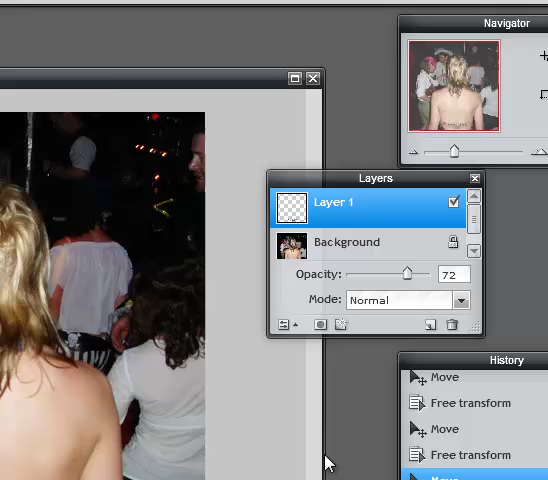 Navigator
Layers
Layer 1
Background
Opacity: 72
Mode: Normal
History
Move
Free transform
Move
Free transform
Move